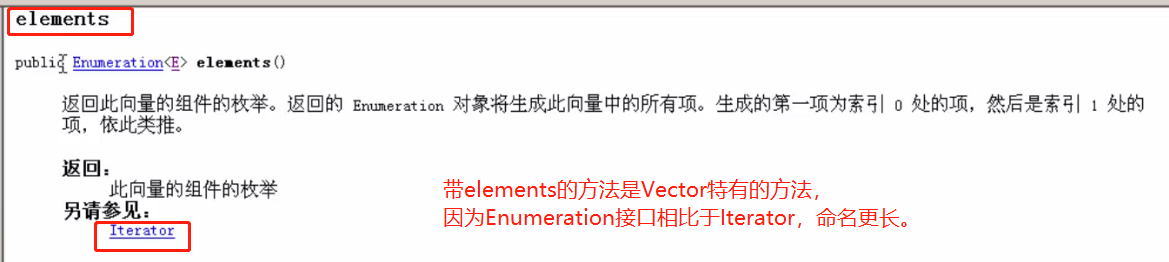 elements
public Enumeration<E> elements()
返回此向量的组件的枚举。返回的 Enumeration 对象将生成此向量中的所有项。生成的第一项为索引 0 处的项，然后是索引 1 处的
项，依此类推。
返回：
此向量的组件的枚举
另请参见：
Iterator
带elements的方法是Vector特有的方法，
因为Enumeration接口相比于Iterator，命名更长。